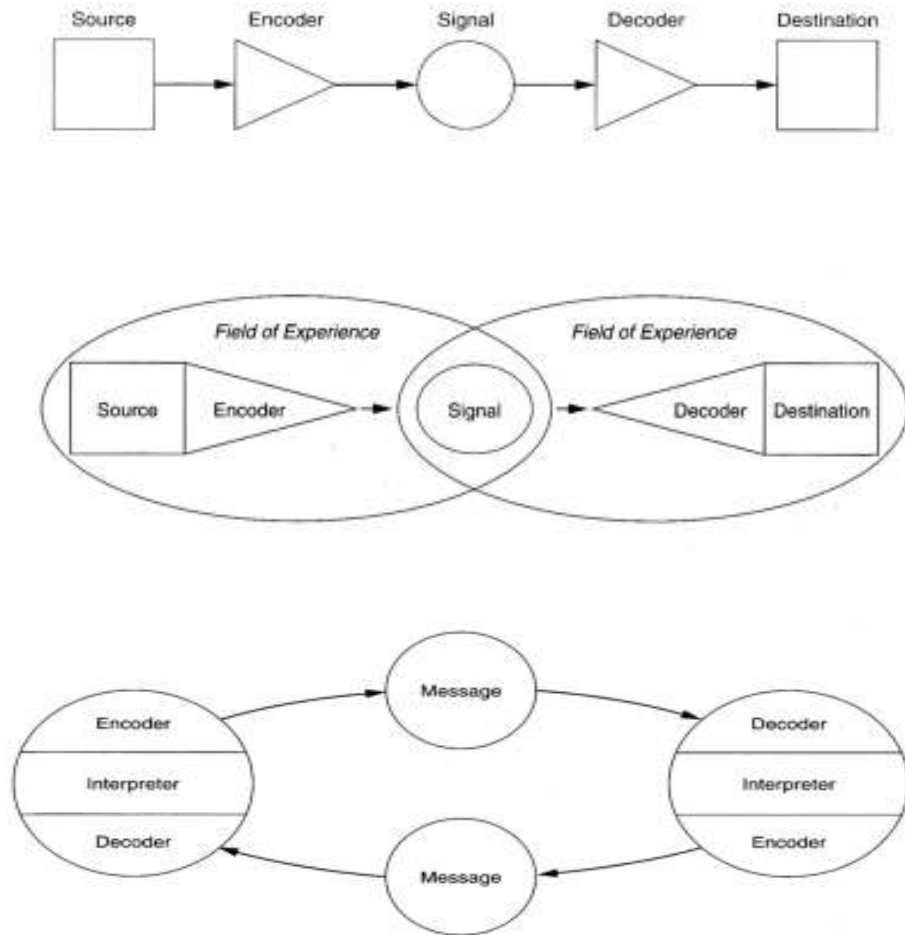 Source Encoder Signal Decoder Destination
Field of Experience Field of Experience
Source Encoder Signal Decoder Destination
Message
Encoder Decoder
Interpreter Interpreter
Decoder Encoder
Message